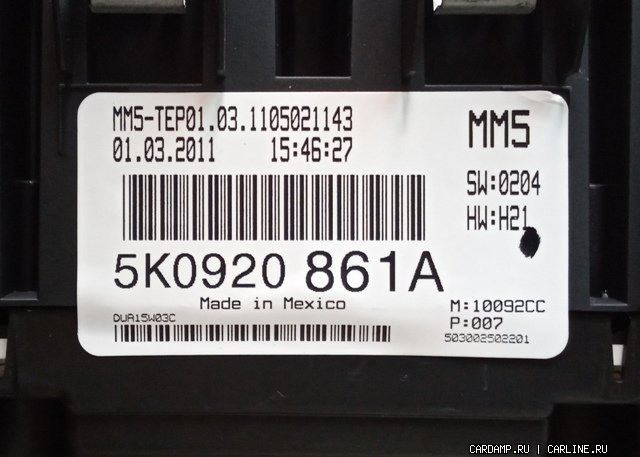 MM5-TEP01.03.1105021143
01.03.2011 15:46:27
MM5
SW:0204
HW:H21
5K0920 861A
Made in Mexico
DUA15W03C
M:10092CC
P:007
503002502201
CARDAMP.RU | CARLINE.RU